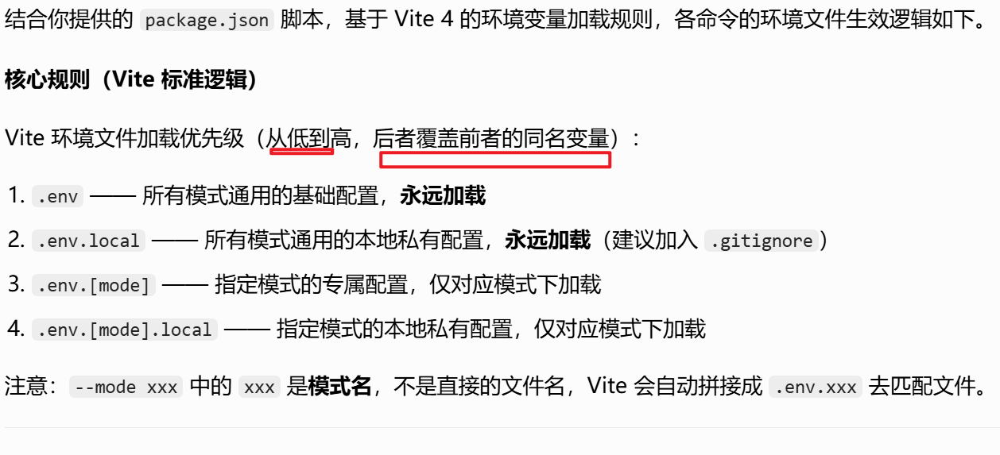 结合你提供的 package.json 脚本，基于 Vite 4 的环境变量加载规则，各命令的环境文件生效逻辑如下。
核心规则（Vite 标准逻辑）
Vite 环境文件加载优先级（从低到高，后者覆盖前者的同名变量）：
1. .env —— 所有模式通用的基础配置，永远加载
2. .env.local —— 所有模式通用的本地私有配置，永远加载（建议加入 .gitignore）
3. .env.[mode] —— 指定模式的专属配置，仅对应模式下加载
4. .env.[mode].local —— 指定模式的本地私有配置，仅对应模式下加载
注意：--mode xxx 中的 xxx 是模式名，不是直接的文件名，Vite 会自动拼接成 .env.xxx 去匹配文件。